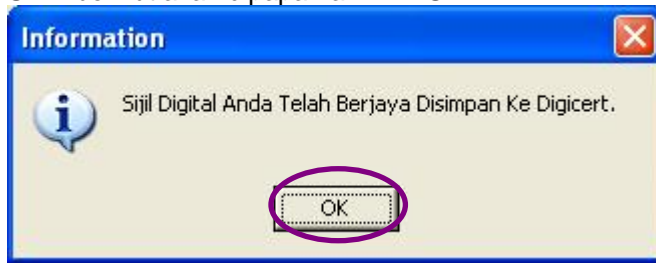 Information
Sijil Digital Anda Telah Berjaya Disimpan Ke Digicert.
OK